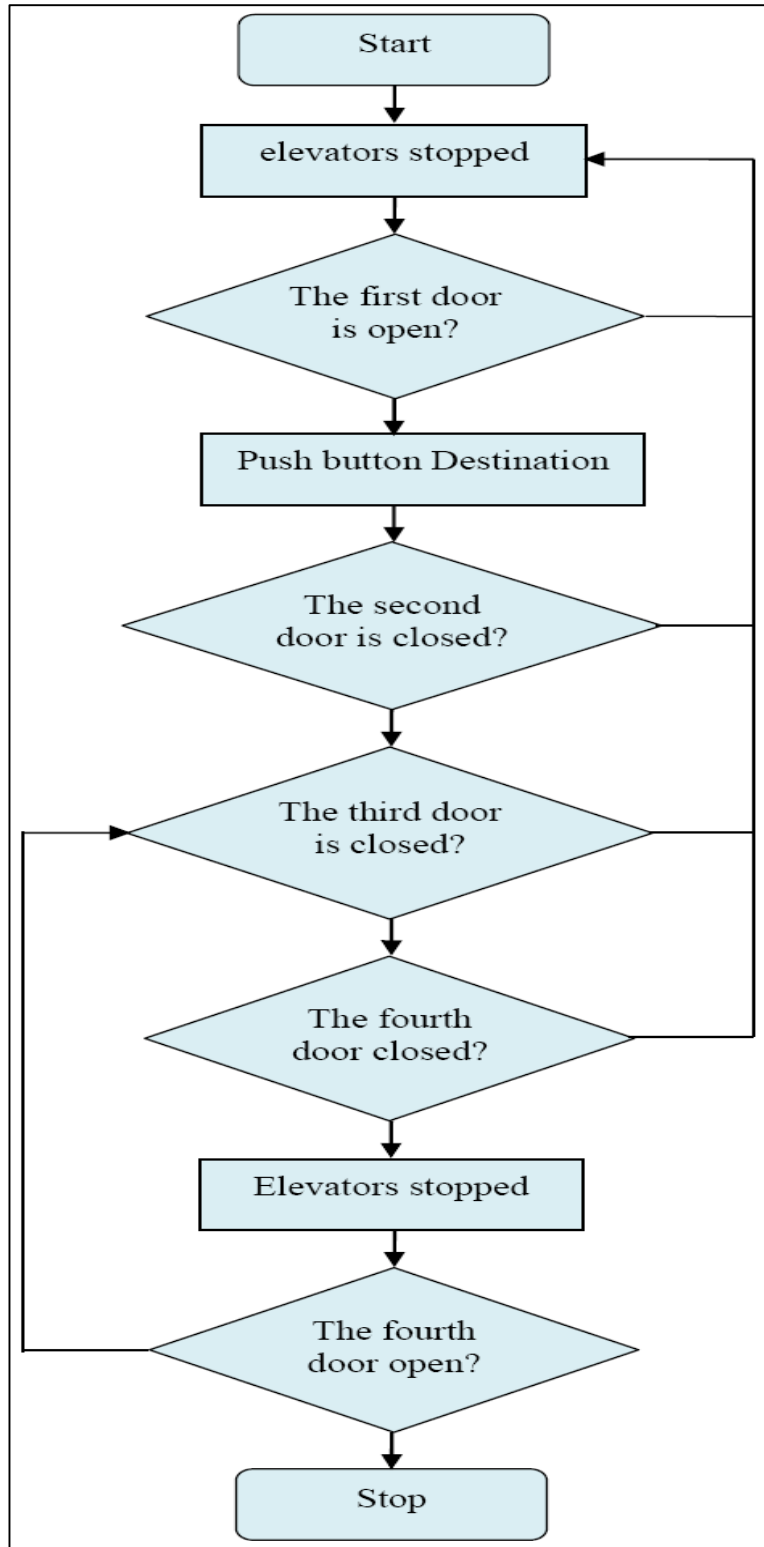 Start
elevators stopped
The first door
is open?
Push button Destination
The second
door is closed?
The third door
is closed?
The fourth
door closed?
Elevators stopped
The fourth
door open?
Stop